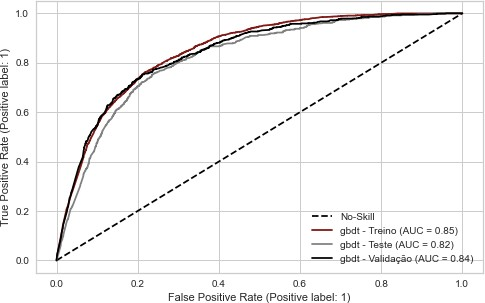 1.0
0.8
0.6
0.4
0.2
0.0
True Positive Rate (Positive label: 1)
No-Skill
gbdt - Treino (AUC = 0.85)
gbdt - Teste (AUC = 0.82)
gbdt - Validação (AUC = 0.84)
0.0 0.2 0.4 0.6 0.8 1.0
False Positive Rate (Positive label: 1)